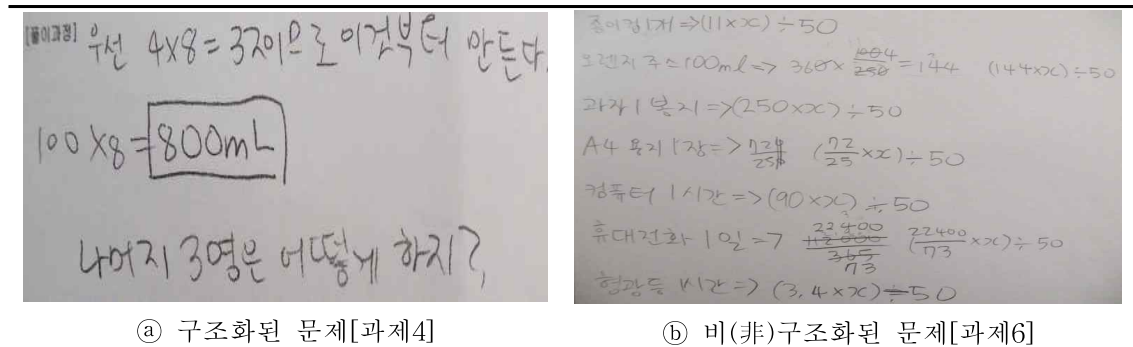 [풀이과정] 우선 4×8=32이므로 이것부터 만든다.
100×8=800mL
나머지 3명은 어떻게 하지?
ⓐ 구조화된 문제[과제4]
종이컵 1개 => (11×x)÷50
오렌지 주스 100ml => 360×100/250=144 (144×x)÷50
과자 1봉지 => (250×x)÷50
A4 용지 1장 => 720/250 (72/25×x)÷50
컴퓨터 1시간 => (90×x)÷50
휴대전화 1일 => 112000/365 22400/73 (22400/73×x)÷50
형광등 1시간 => (3.4×x)÷50
ⓑ 비(非)구조화된 문제[과제6]